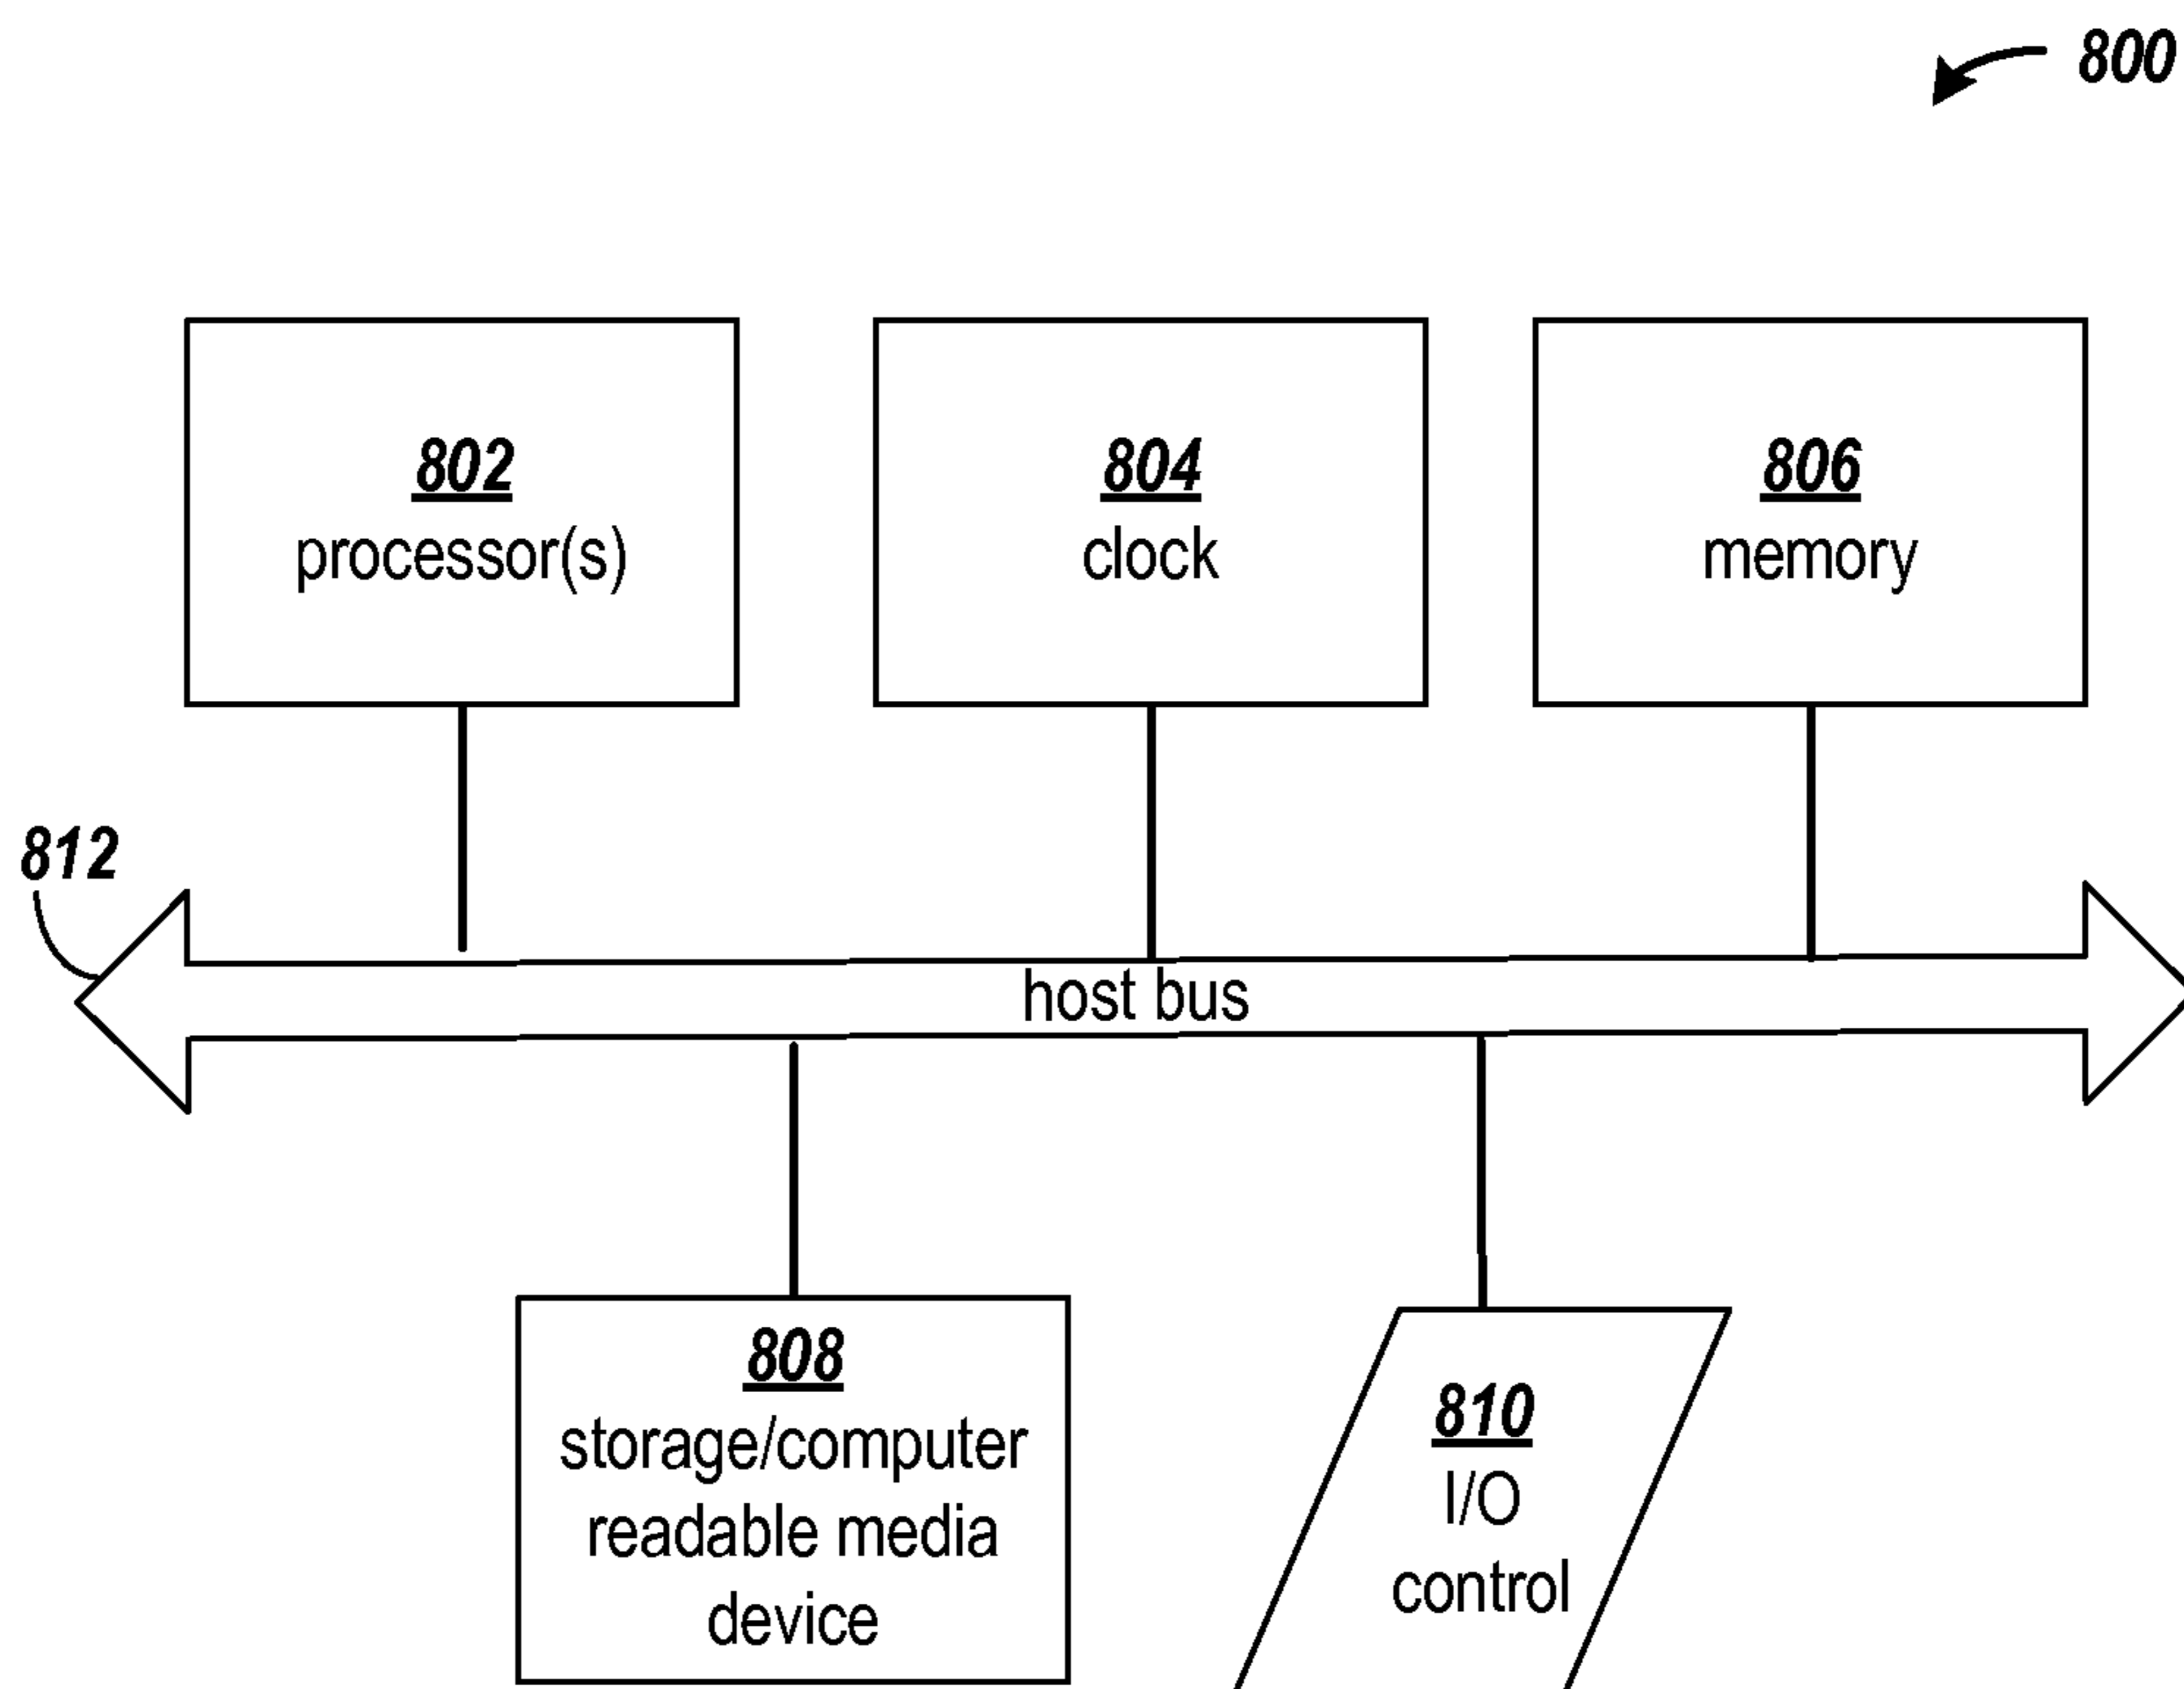 800
802
processor(s)
804
clock
806
memory
812
host bus
808
storage/computer
readable media
device
810
I/O
control